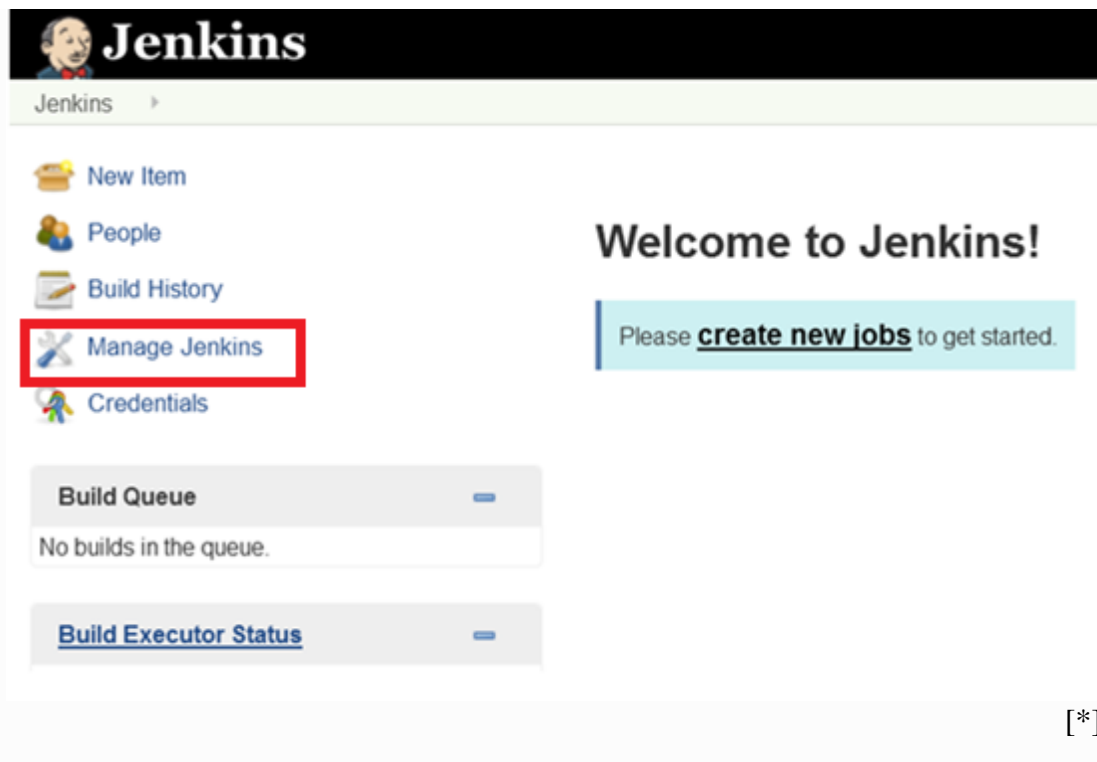 Jenkins
Jenkins
New Item
People
Build History
Manage Jenkins
Credentials
Welcome to Jenkins!
Please create new jobs to get started.
Build Queue
No builds in the queue.
Build Executor Status
[*]